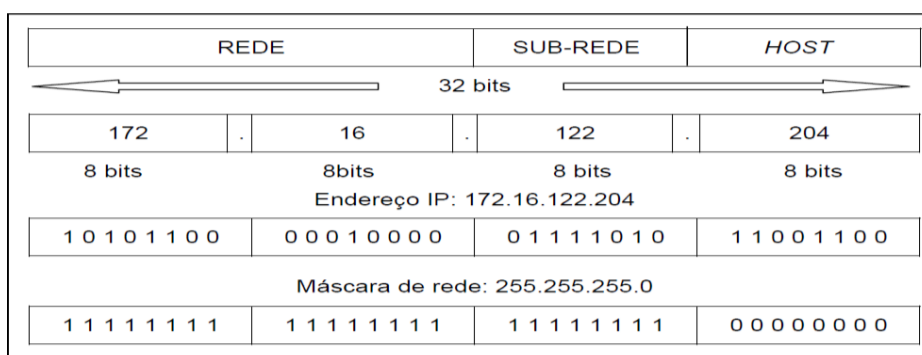 REDE SUB-REDE HOST
32 bits
172 . 16 . 122 . 204
8 bits 8bits 8 bits 8 bits
Endereço IP: 172.16.122.204
1 0 1 0 1 1 0 0 0 0 0 1 0 0 0 0 0 1 1 1 1 0 1 0 1 1 0 0 1 1 0 0
Máscara de rede: 255.255.255.0
1 1 1 1 1 1 1 1 1 1 1 1 1 1 1 1 1 1 1 1 1 1 1 1 0 0 0 0 0 0 0 0